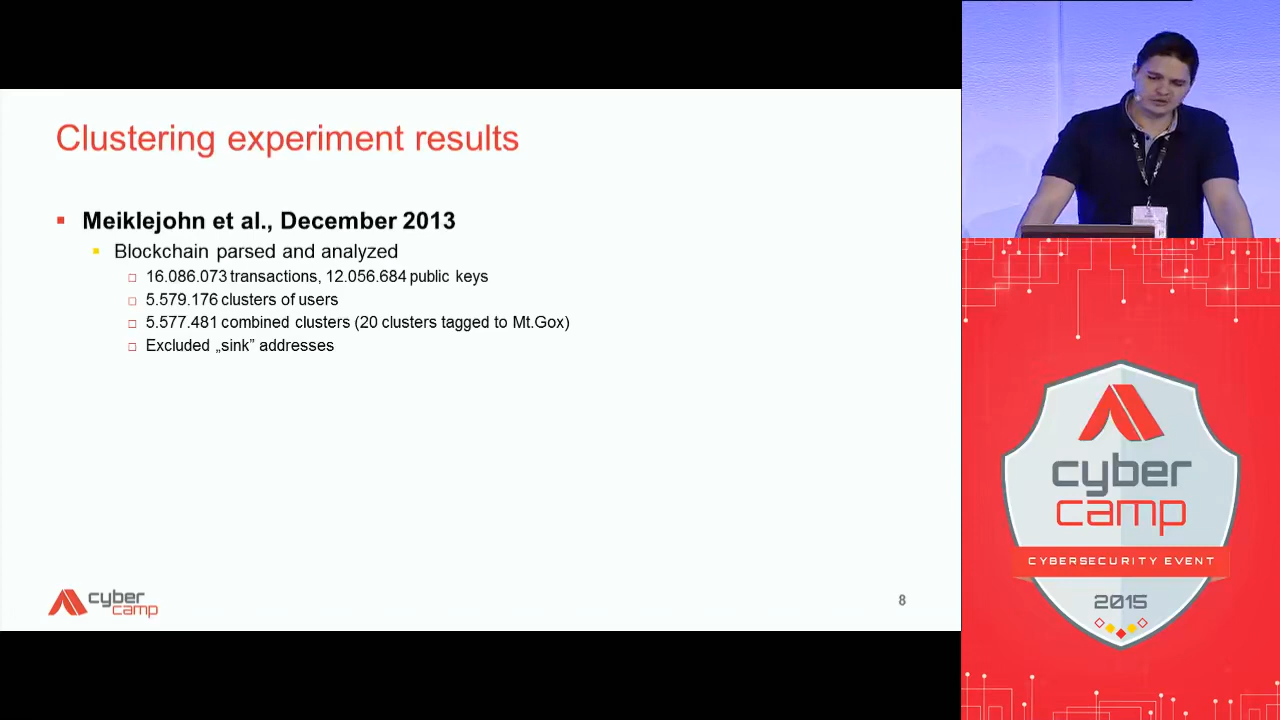 Clustering experiment results
Meiklejohn et al., December 2013
Blockchain parsed and analyzed
16.086.073 transactions, 12.056.684 public keys
5.579.176 clusters of users
5.577.481 combined clusters (20 clusters tagged to Mt.Gox)
Excluded „sink” addresses
cyber
camp
8
cyber
camp
CYBERSECURITY EVENT
2015